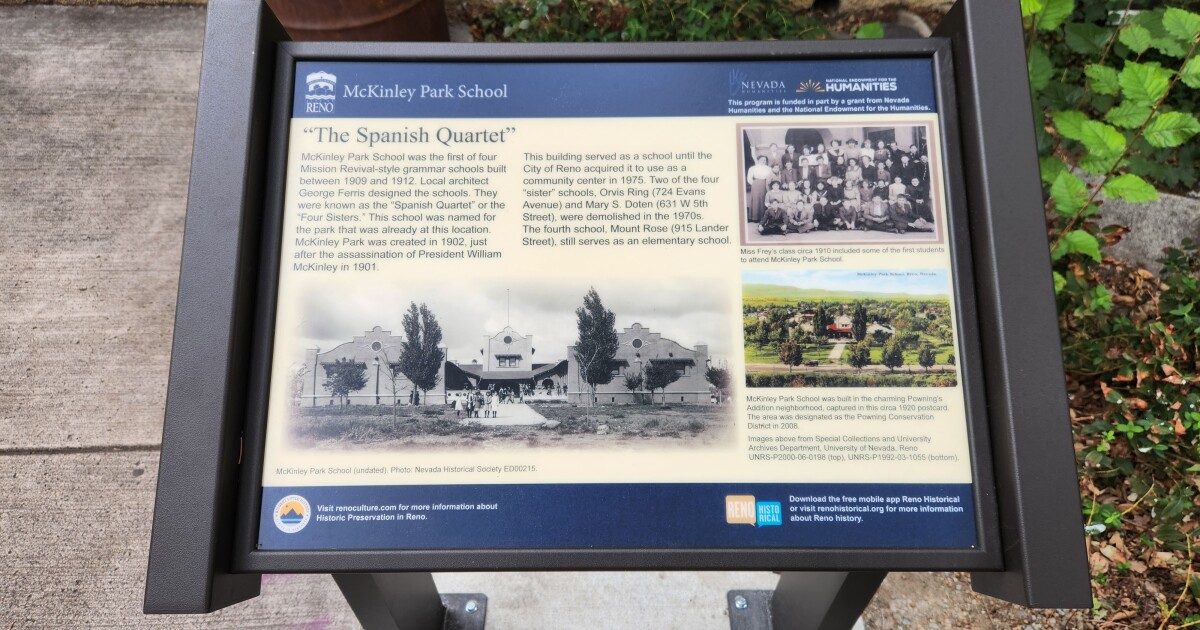 RENO
McKinley Park School
NEVADA
HUMANITIES
NATIONAL ENDOWMENT FOR THE
HUMANITIES
This program is funded in part by a grant from Nevada
Humanities and the National Endowment for the Humanities.
“The Spanish Quartet”
McKinley Park School was the first of four
Mission Revival-style grammar schools built
between 1909 and 1912. Local architect
George Ferris designed the schools. They
were known as the “Spanish Quartet” or the
“Four Sisters.” This school was named for
the park that was already at this location.
McKinley Park was created in 1902, just
after the assassination of President William
McKinley in 1901.
This building served as a school until the
City of Reno acquired it to use as a
community center in 1975. Two of the four
“sister” schools, Orvis Ring (724 Evans
Avenue) and Mary S. Doten (631 W 5th
Street), were demolished in the 1970s.
The fourth school, Mount Rose (915 Lander
Street), still serves as an elementary school.
Miss Frey's class circa 1910 included some of the first students
to attend McKinley Park School.
McKinley Park School, Reno, Nevada.
McKinley Park School was built in the charming Powning's
Addition neighborhood, captured in this circa 1920 postcard.
The area was designated as the Powning Conservation
District in 2008.
Images above from Special Collections and University
Archives Department, University of Nevada, Reno
UNRS-P2000-06-0198 (top), UNRS-P1992-03-1055 (bottom).
McKinley Park School (undated). Photo: Nevada Historical Society ED00215.
Visit renoculture.com for more information about
Historic Preservation in Reno.
RENO
HISTO
RICAL
Download the free mobile app Reno Historical
or visit renohistorical.org for more information
about Reno history.